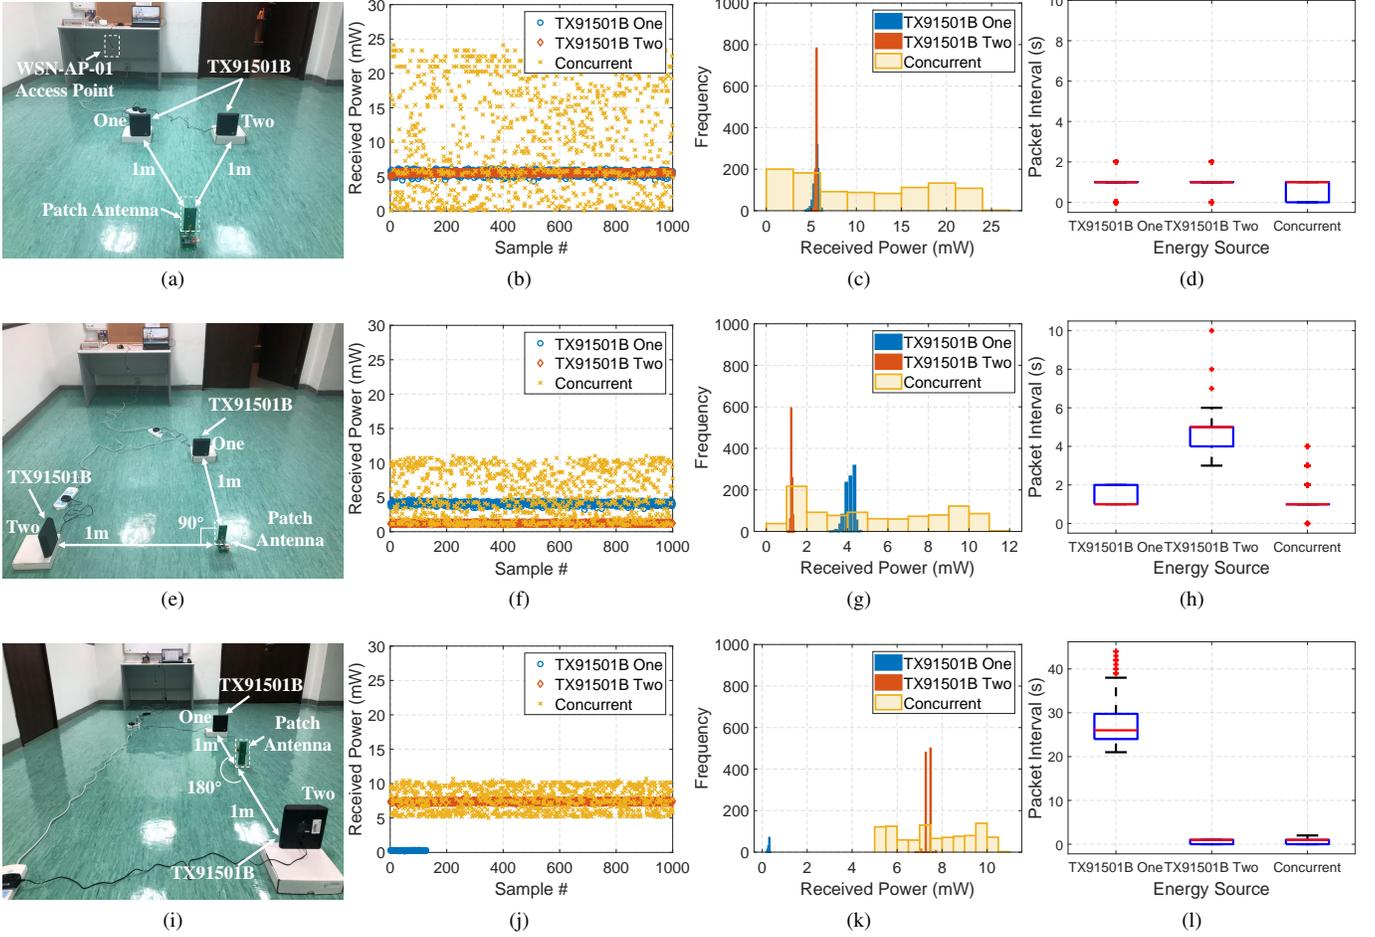 WSN-AP-01
Access Point
TX91501B
One
Two
1m
1m
Patch Antenna
(a)
Received Power (mW)
30
25
20
15
10
5
0
0 200 400 600 800 1000
Sample #
TX91501B One
TX91501B Two
Concurrent
(b)
Frequency
1000
800
600
400
200
0
0 5 10 15 20 25
Received Power (mW)
TX91501B One
TX91501B Two
Concurrent
(c)
Packet Interval (s)
10
8
6
4
2
0
TX91501B One TX91501B Two Concurrent
Energy Source
(d)
TX91501B
One
TX91501B
1m
Two
1m
90°
Patch
Antenna
(e)
Received Power (mW)
30
25
20
15
10
5
0
0 200 400 600 800 1000
Sample #
TX91501B One
TX91501B Two
Concurrent
(f)
Frequency
1000
800
600
400
200
0
0 2 4 6 8 10 12
Received Power (mW)
TX91501B One
TX91501B Two
Concurrent
(g)
Packet Interval (s)
10
8
6
4
2
0
TX91501B One TX91501B Two Concurrent
Energy Source
(h)
TX91501B
One
Patch
Antenna
1m
180°
Two
1m
TX91501B
(i)
Received Power (mW)
30
25
20
15
10
5
0
0 200 400 600 800 1000
Sample #
TX91501B One
TX91501B Two
Concurrent
(j)
Frequency
1000
800
600
400
200
0
0 2 4 6 8 10
Received Power (mW)
TX91501B One
TX91501B Two
Concurrent
(k)
Packet Interval (s)
40
30
20
10
0
TX91501B One TX91501B Two Concurrent
Energy Source
(l)